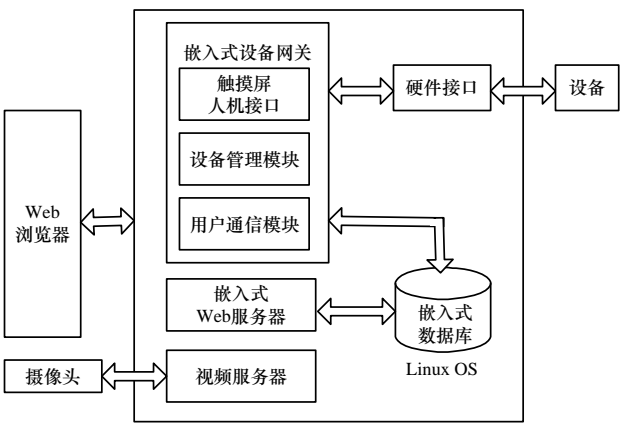 嵌入式设备网关
触摸屏
人机接口
硬件接口
设备
设备管理模块
Web
浏览器
用户通信模块
嵌入式
Web服务器
嵌入式
数据库
Linux OS
摄像头
视频服务器